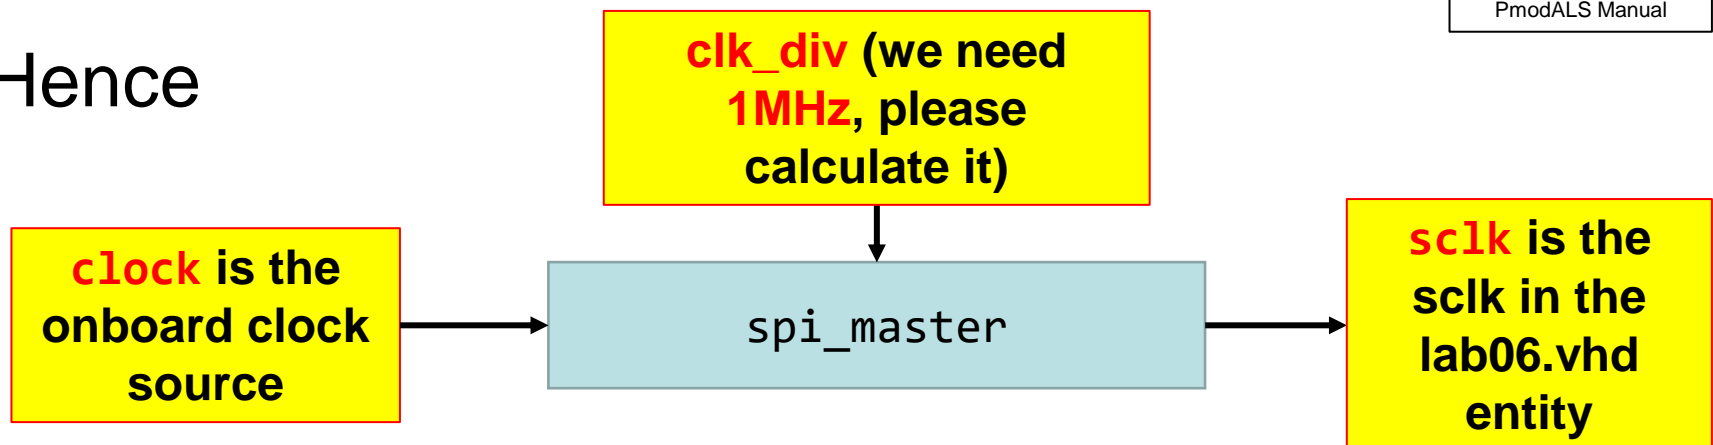 PmodALS Manual
Hence
clk_div (we need
1MHz, please
calculate it)
clock is the
onboard clock
source
spi_master
sclk is the
sclk in the
lab06.vhd
entity